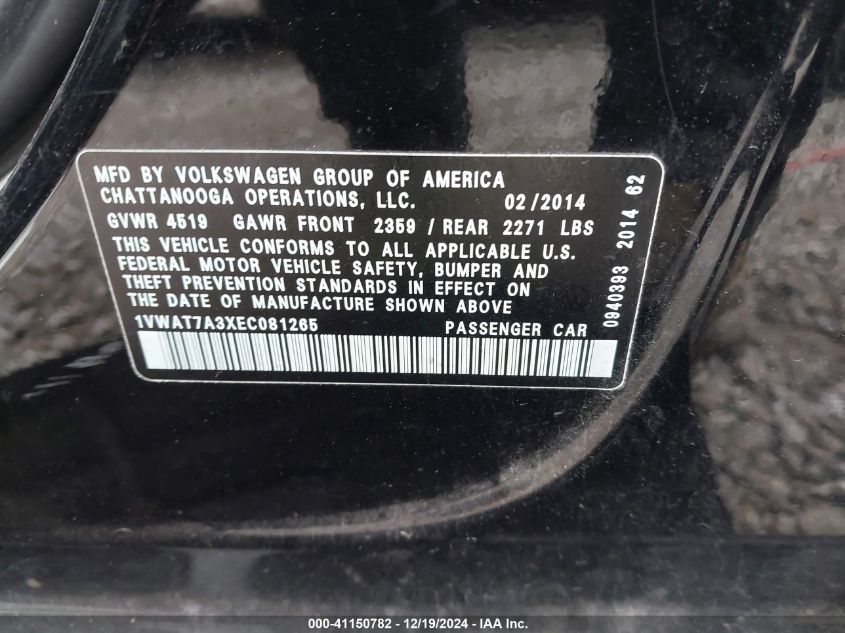 MFD BY VOLKSWAGEN GROUP OF AMERICA
CHATTANOOGA OPERATIONS, LLC. 02/2014
GVWR 4519 GAWR FRONT 2359 / REAR 2271 LBS
THIS VEHICLE CONFORMS TO ALL APPLICABLE U.S.
FEDERAL MOTOR VEHICLE SAFETY, BUMPER AND
THEFT PREVENTION STANDARDS IN EFFECT ON
THE DATE OF MANUFACTURE SHOWN ABOVE
1VWAT7A3XEC081265 PASSENGER CAR
0940393 2014 62
000-41150782 - 12/19/2024 - IAA Inc.